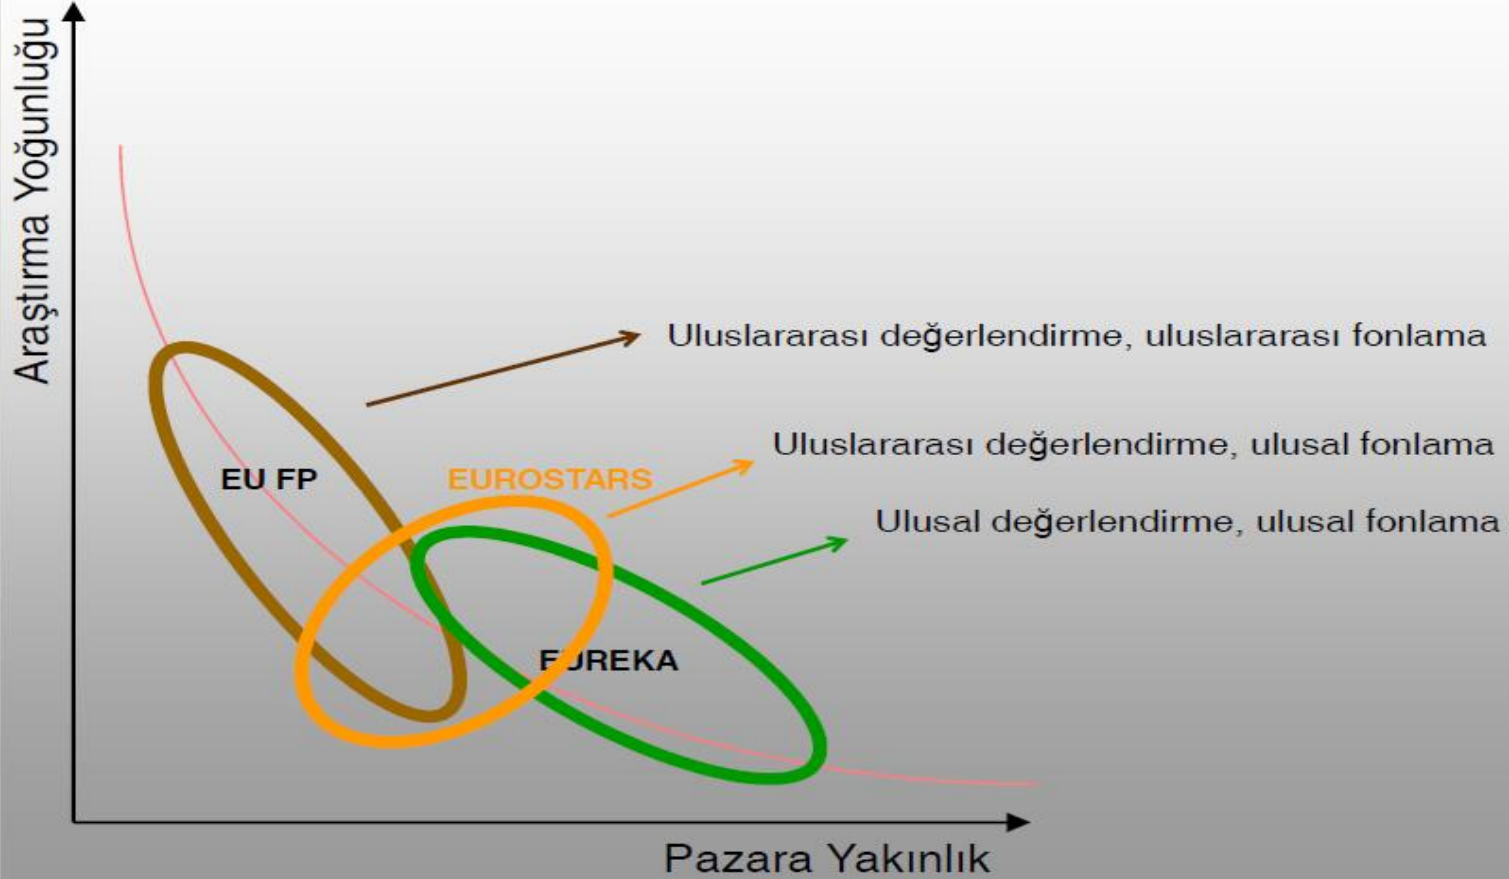 Araştırma Yoğunluğu
Uluslararası değerlendirme, uluslararası fonlama
Uluslararası değerlendirme, ulusal fonlama
EU FP
EUROSTARS
Ulusal değerlendirme, ulusal fonlama
EUREKA
Pazara Yakınlık